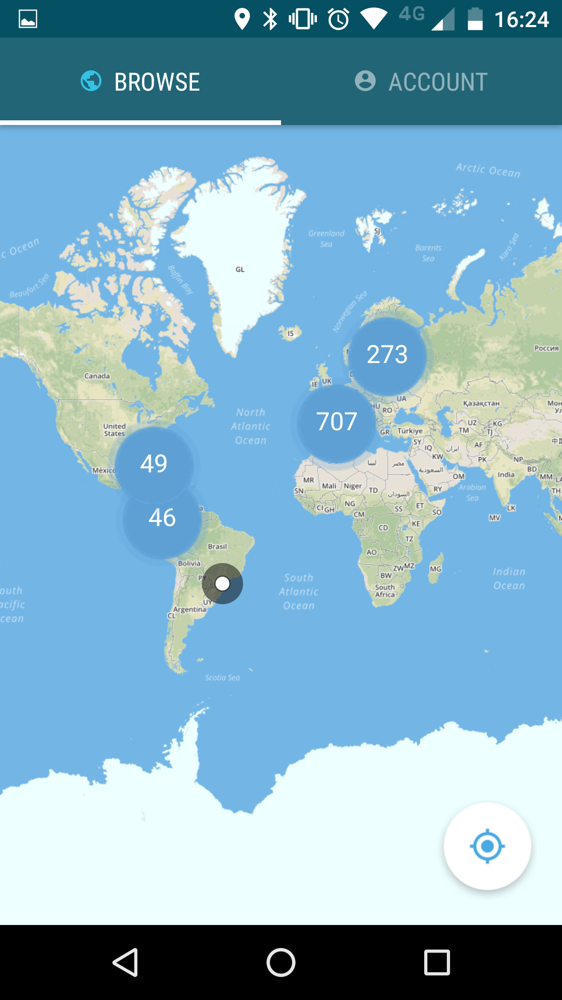 4G 16:24
BROWSE
ACCOUNT
Arctic Ocean
c Ocean
Greenland
Sea
SJ
Barents
Sea
Kara Sea
Beaufort Sea
Baffin Bay
GL
Norwegian Sea
IS
Россия
273
Canada
IE UK
UA
HU RO
Қазақстан
North
Atlantic
Ocean
707
United
States
GR Türkiye
UZ
KG
TM
TJ
SY
IQ
ایران
AF
KW
PK
NP
49
México
ليبيا
مصر
السعودية
BD
MM
LA
India
OM
MR
Mali
Niger
TD
السودان
RY
Arabian
Sea
TH
SN
46
CI
GH
NG
CM
SS
ET
SO
LK
MV
CD
KE
Brasil
TZ
AO
Bolivia
ZW
MZ
MG
BW
PY
South
Africa
South
Atlantic
Ocean
Indian
Ocean
outh
acific
cean
UY
Argentina
CL
Scotia Sea